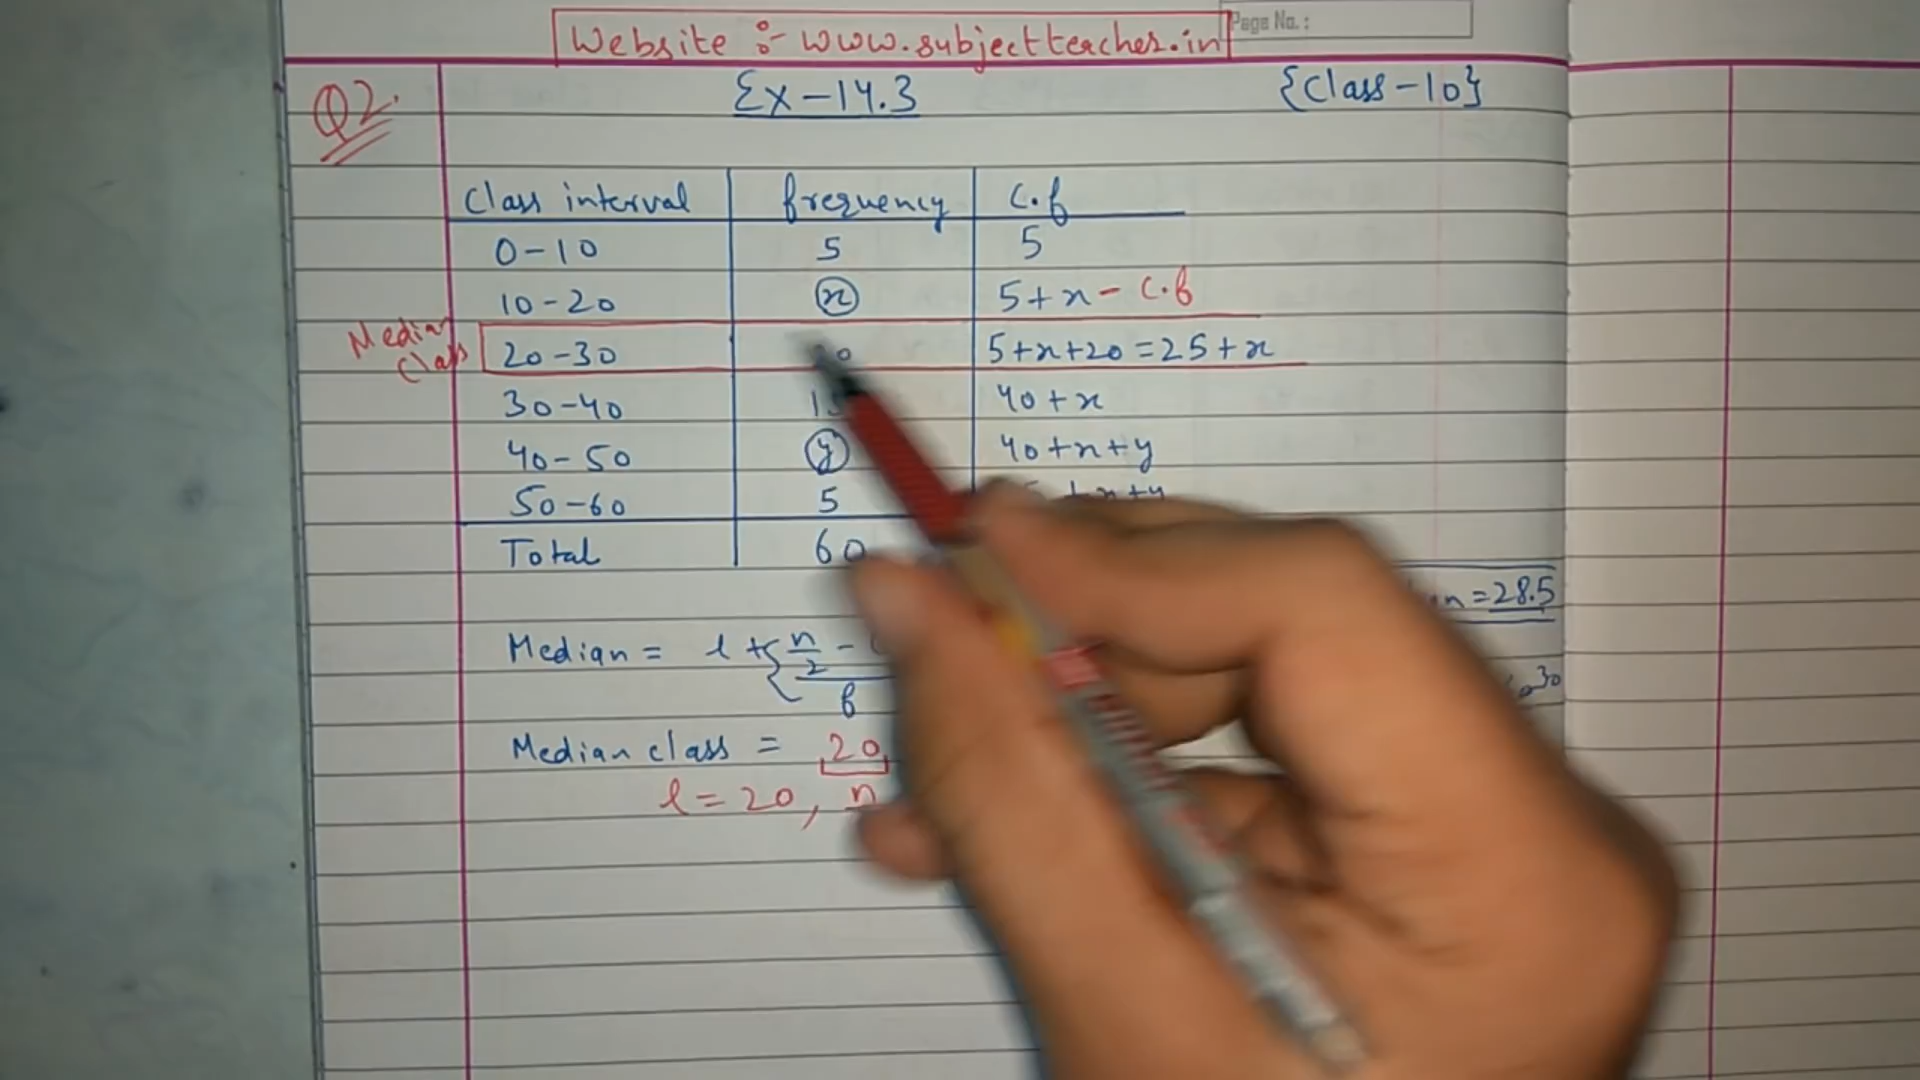 Page No.:
Website :- www.subjectteacher.in
Q2.
Ex-14.3
{Class-10}
Class interval frequency C.f
0-10 5 5
10-20 x 5+x - C.f
Median Class
20-30 5+x+20=25+x
30-40 40+x
40-50 y 40+x+y
50-60 5
Total 60
=28.5
Median = l + { n/2 -
f
30
Median class = 20
l=20, n